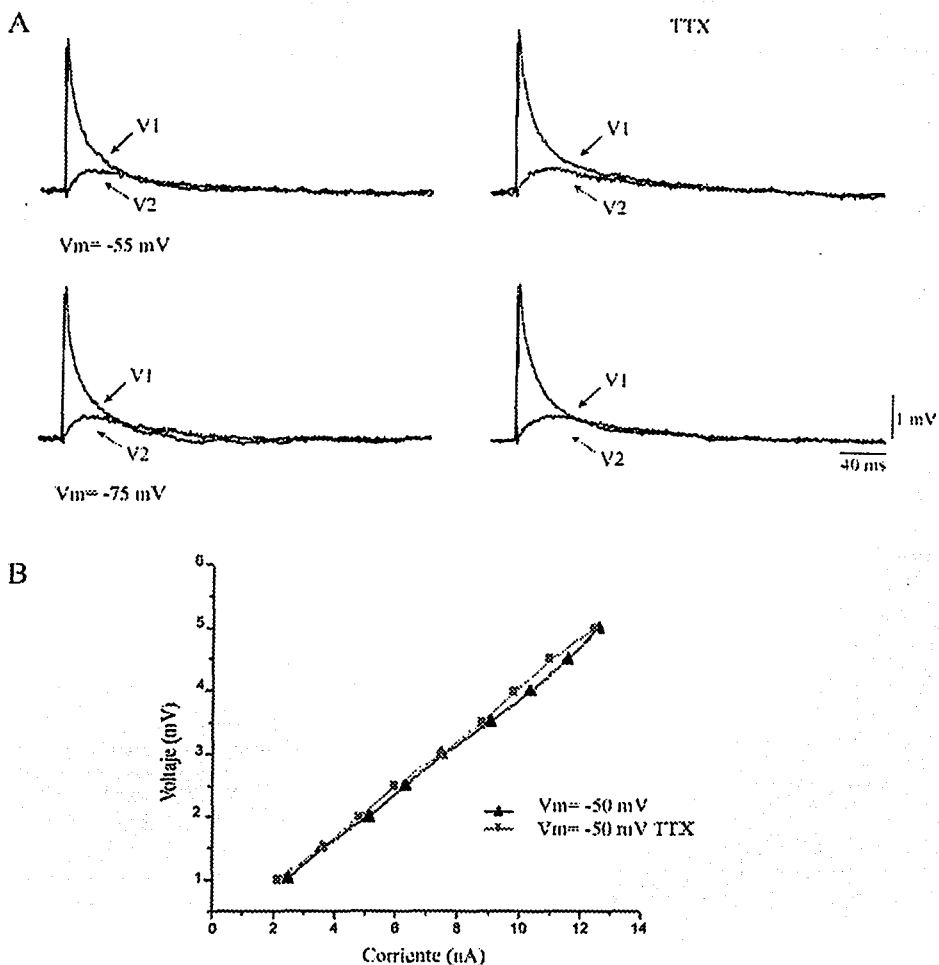 A
TTX
V1
V2
Vm= -55 mV
V1
V2
V1
V2
Vm= -75 mV
V1
V2
1 mV
40 ms
B
6
5
4
3
2
1
Voltaje (mV)
Vm= -50 mV
Vm= -50 mV TTX
0 2 4 6 8 10 12 14
Corriente (nA)